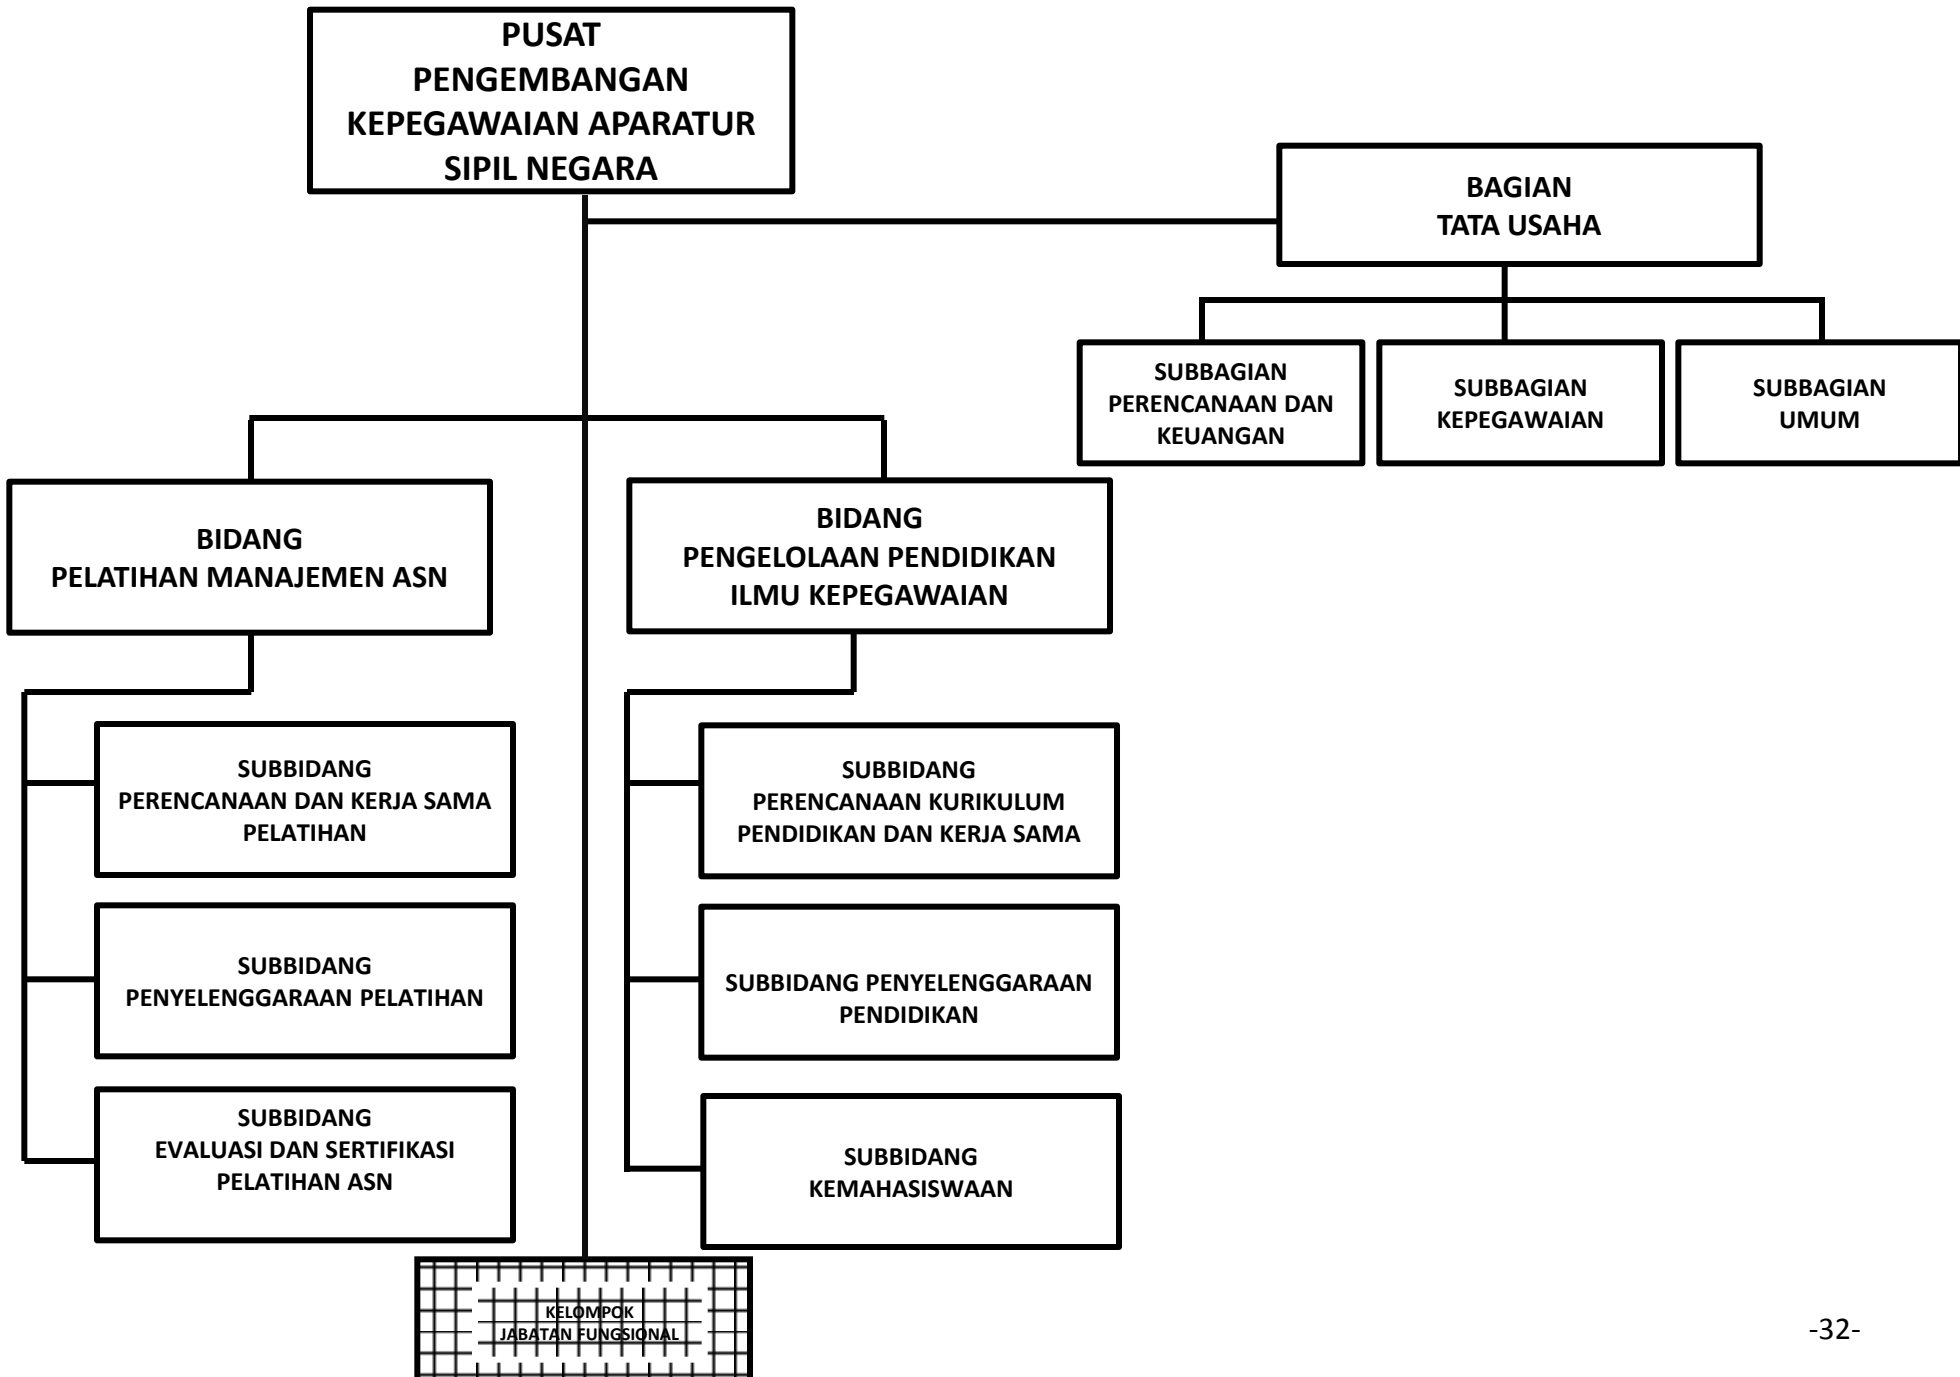 PUSAT
PENGEMBANGAN
KEPEGAWAIAN APARATUR
SIPIL NEGARA
BAGIAN
TATA USAHA
SUBBAGIAN
PERENCANAAN DAN
KEUANGAN
SUBBAGIAN
KEPEGAWAIAN
SUBBAGIAN
UMUM
BIDANG
PELATIHAN MANAJEMEN ASN
BIDANG
PENGELOLAAN PENDIDIKAN
ILMU KEPEGAWAIAN
SUBBIDANG
PERENCANAAN DAN KERJA SAMA
PELATIHAN
SUBBIDANG
PENYELENGGARAAN PELATIHAN
SUBBIDANG
EVALUASI DAN SERTIFIKASI
PELATIHAN ASN
SUBBIDANG
PERENCANAAN KURIKULUM
PENDIDIKAN DAN KERJA SAMA
SUBBIDANG PENYELENGGARAAN
PENDIDIKAN
SUBBIDANG
KEMAHASISWAAN
KELOMPOK
JABATAN FUNGSIONAL
-32-